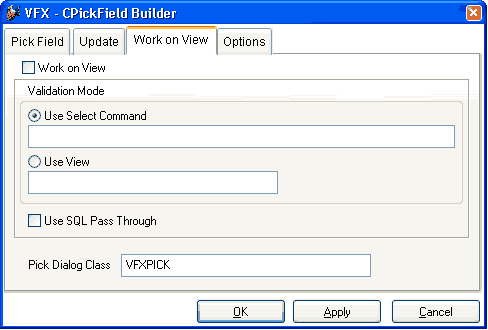 VFX - CPickField Builder
Pick Field Update Work on View Options
Work on View
Validation Mode
Use Select Command
Use View
Use SQL Pass Through
Pick Dialog Class VFXPICK
OK Apply Cancel